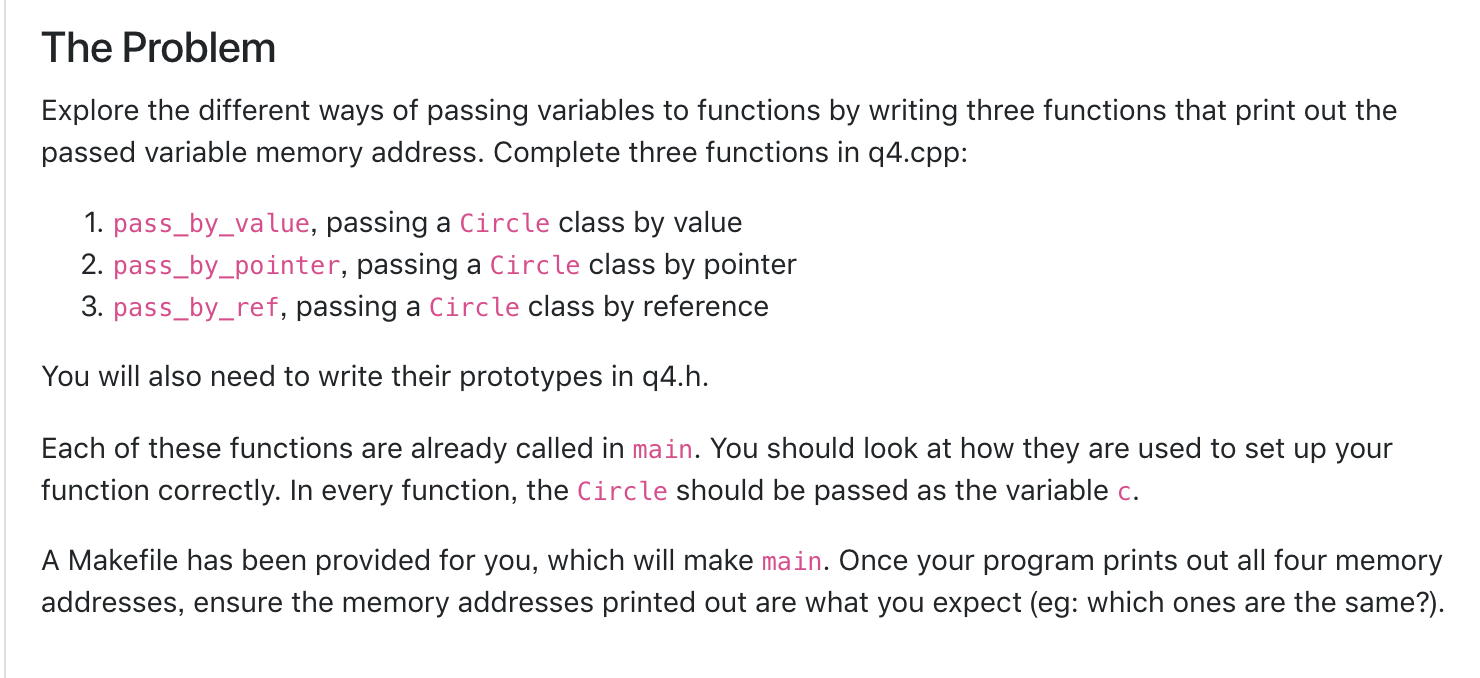 The Problem
Explore the different ways of passing variables to functions by writing three functions that print out the
passed variable memory address. Complete three functions in q4.cpp:
1. pass_by_value, passing a Circle class by value
2. pass_by_pointer, passing a Circle class by pointer
3. pass_by_ref, passing a Circle class by reference
You will also need to write their prototypes in q4.h.
Each of these functions are already called in main. You should look at how they are used to set up your
function correctly. In every function, the Circle should be passed as the variable c.
A Makefile has been provided for you, which will make main. Once your program prints out all four memory
addresses, ensure the memory addresses printed out are what you expect (eg: which ones are the same?).